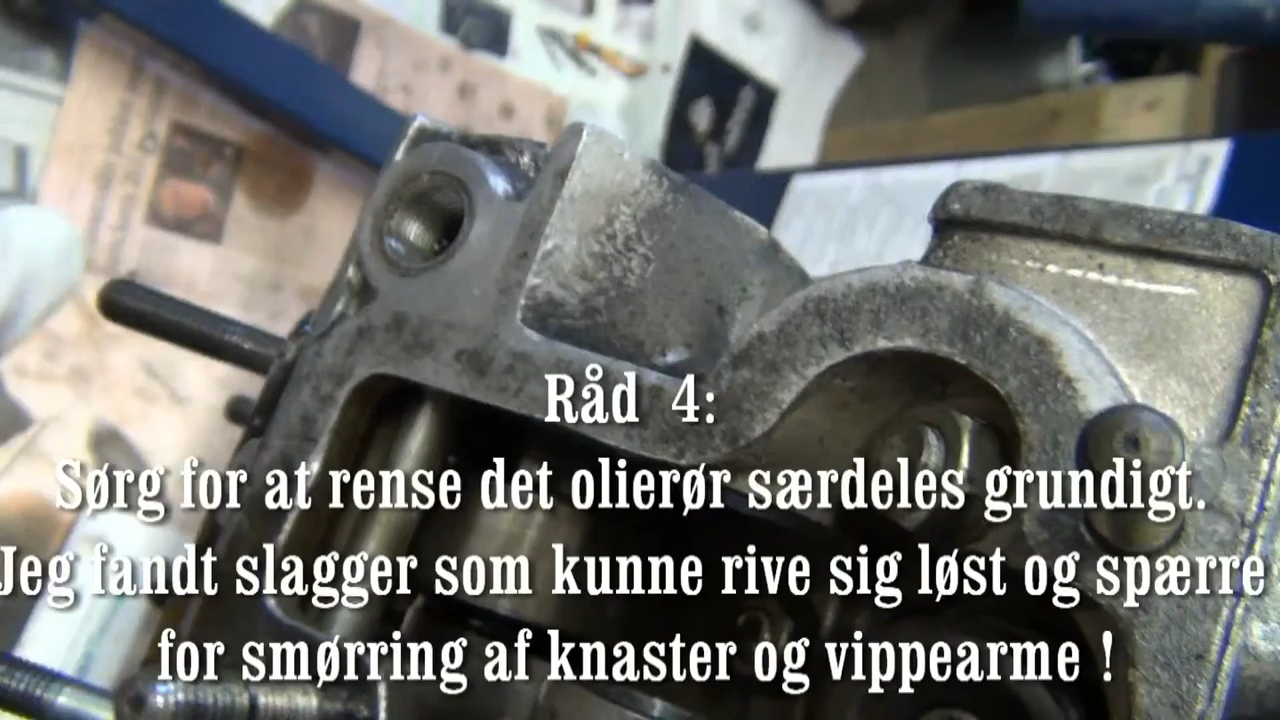 Råd 4:
Sørg for at rense det olierør særdeles grundigt.
Jeg fandt slagger som kunne rive sig løst og spærre
for smørring af knaster og vippearme !